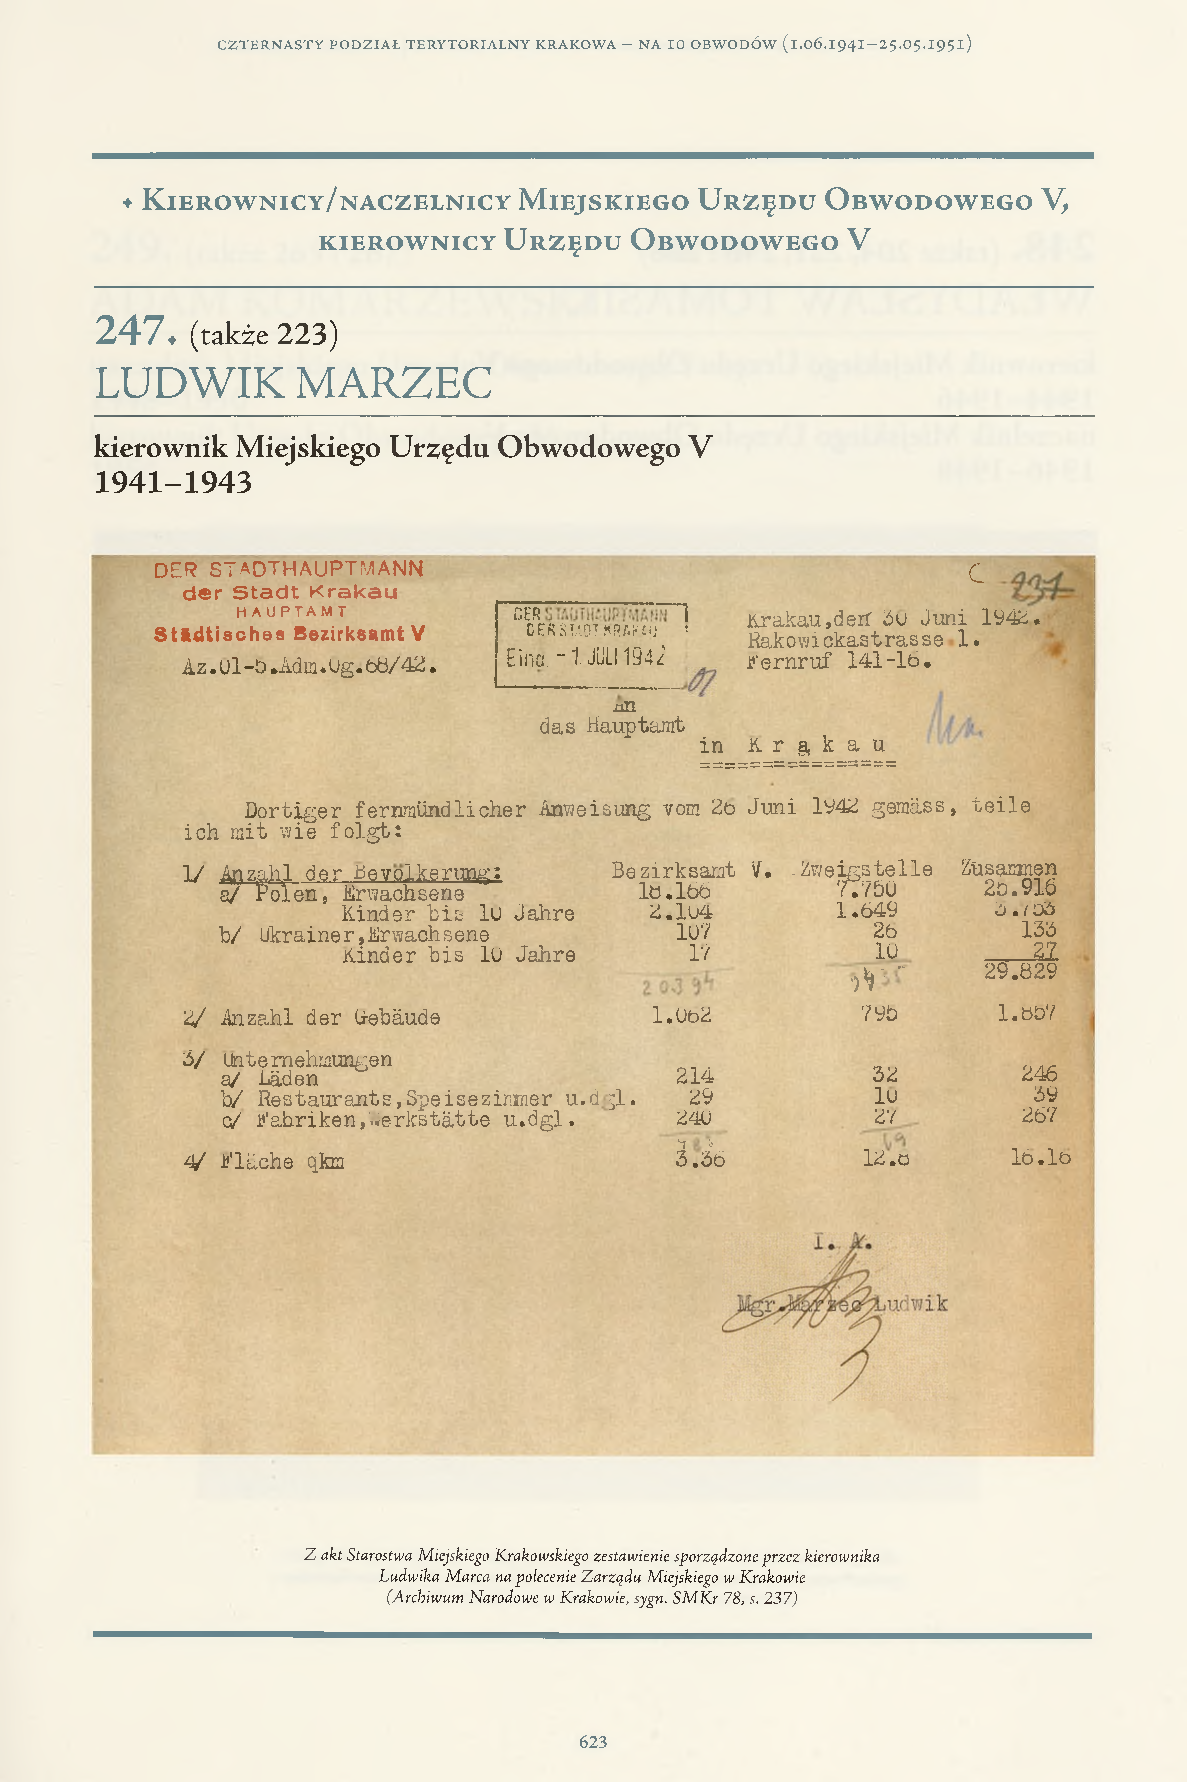 CZTERNASTY PODZIAŁ TERYTORIALNY KRAKOWA – NA 10 OBWODÓW (1.06.1941–25.05.1951)
♦ KIEROWNICY/NACZELNICY MIEJSKIEGO URZĘDU OBWODOWEGO V,
KIEROWNICY URZĘDU OBWODOWEGO V
247. (także 223)
LUDWIK MARZEC
kierownik Miejskiego Urzędu Obwodowego V
1941–1943
DER STADTHAUPTMANN
der Stadt Krakau
HAUPTAMT
Städtisches Bezirksamt V
Az.01-5.Adm.Og.68/42.
DER STADTHAUPTMANN
DER STADT KRAKAU
Eing. -1. JULI 1942
C 237
Krakau,den 30 Juni 1942.
Rakowickastrasse 1.
Fernruf 141-16.
An
das Hauptamt
in K r a k a u
================
Dortiger fernmündlicher Anweisung vom 26 Juni 1942 gemäss, teile
ich mit wie folgt:
1/ Anzahl der Bevölkerung: Bezirksamt V. Zweigstelle Zusammen
a/ Polen, Erwachsene 18.166 7.750 25.916
Kinder bis 10 Jahre 2.104 1.649 3.753
b/ Ukrainer,Erwachsene 107 26 133
Kinder bis 10 Jahre 17 10 27
20394 9435 29.829
2/ Anzahl der Gebäude 1.062 795 1.857
3/ Unternehmungen
a/ Läden 214 32 246
b/ Restaurants,Speisezimmer u.dgl. 29 10 39
c/ Fabriken,Werkstätte u.dgl. 240 27 267
483 69
4/ Fläche qkm 3.36 12.8 16.16
I. A.
Mgr.Marzec Ludwik
Z akt Starostwa Miejskiego Krakowskiego zestawienie sporządzone przez kierownika
Ludwika Marca na polecenie Zarządu Miejskiego w Krakowie
(Archiwum Narodowe w Krakowie, sygn. SMKr 78, s. 237)
623